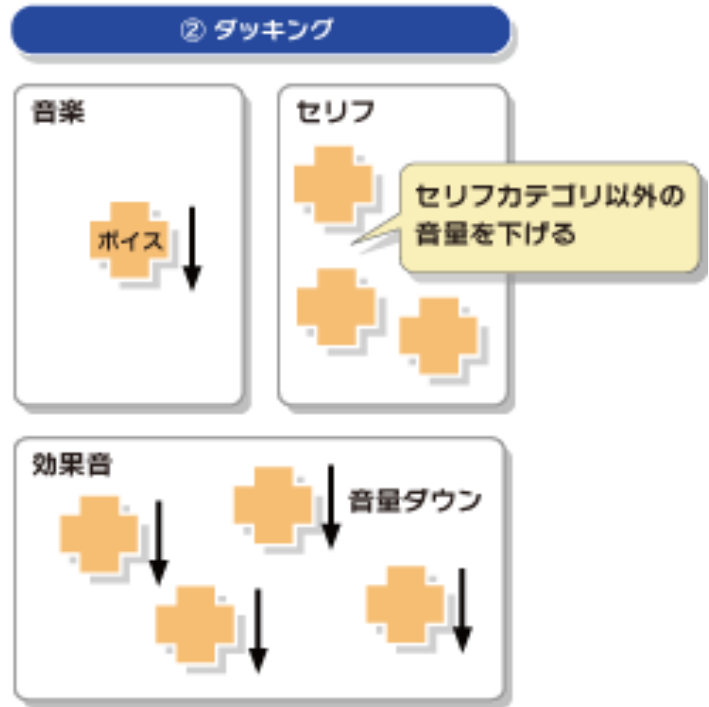 ② ダッキング
音楽
セリフ
セリフカテゴリ以外の
音量を下げる
ボイス
効果音
音量ダウン